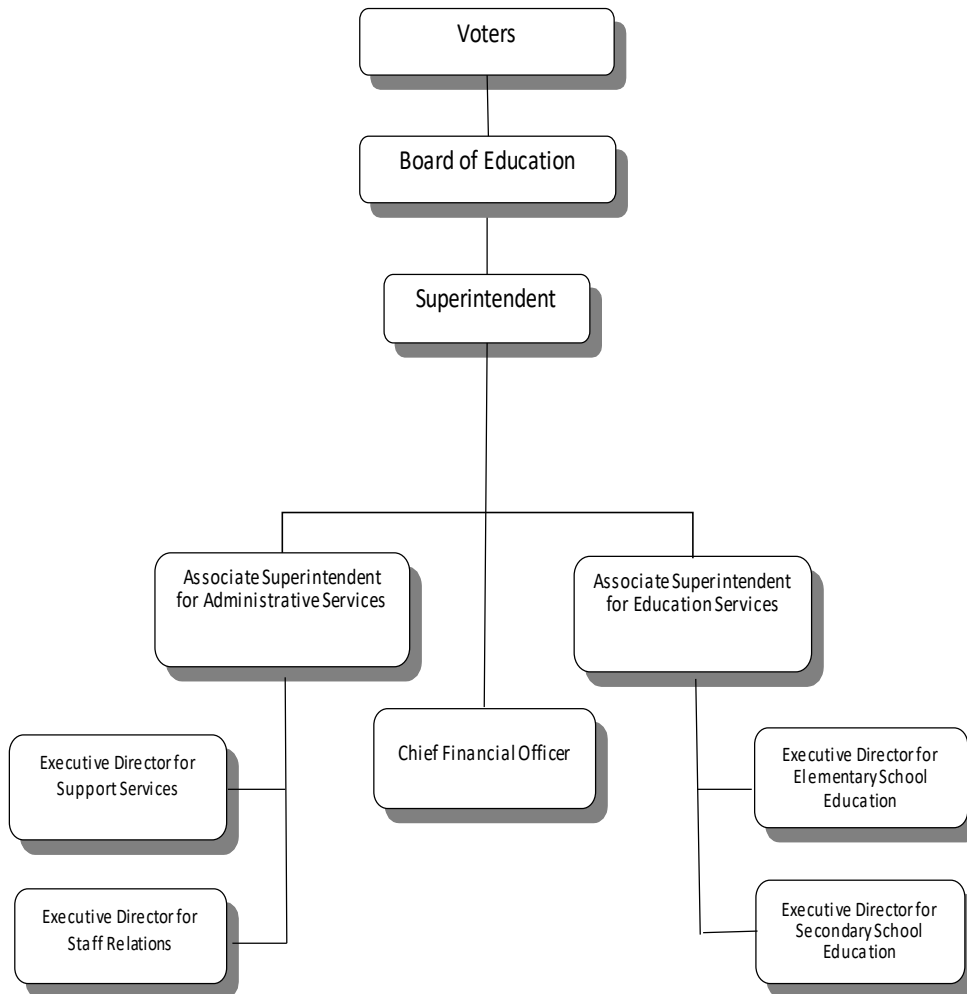 Voters
Board of Education
Superintendent
Associate Superintendent
for Administrative Services
Associate Superintendent
for Education Services
Chief Financial Officer
Executive Director for
Support Services
Executive Director for
Elementary School
Education
Executive Director for
Staff Relations
Executive Director for
Secondary School
Education